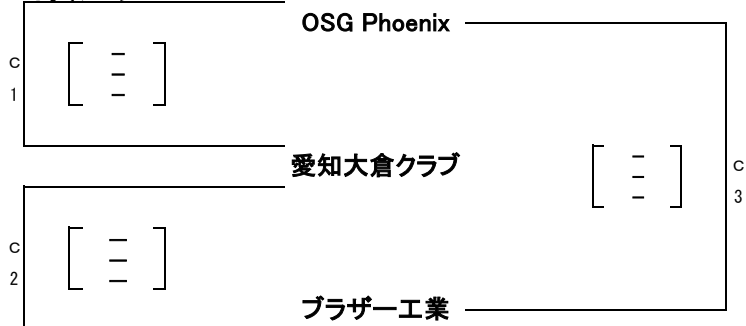 OSG Phoenix
C
1
[ － － － ]
愛知大倉クラブ
[ － － － ]
C
3
C
2
[ － － － ]
ブラザー工業